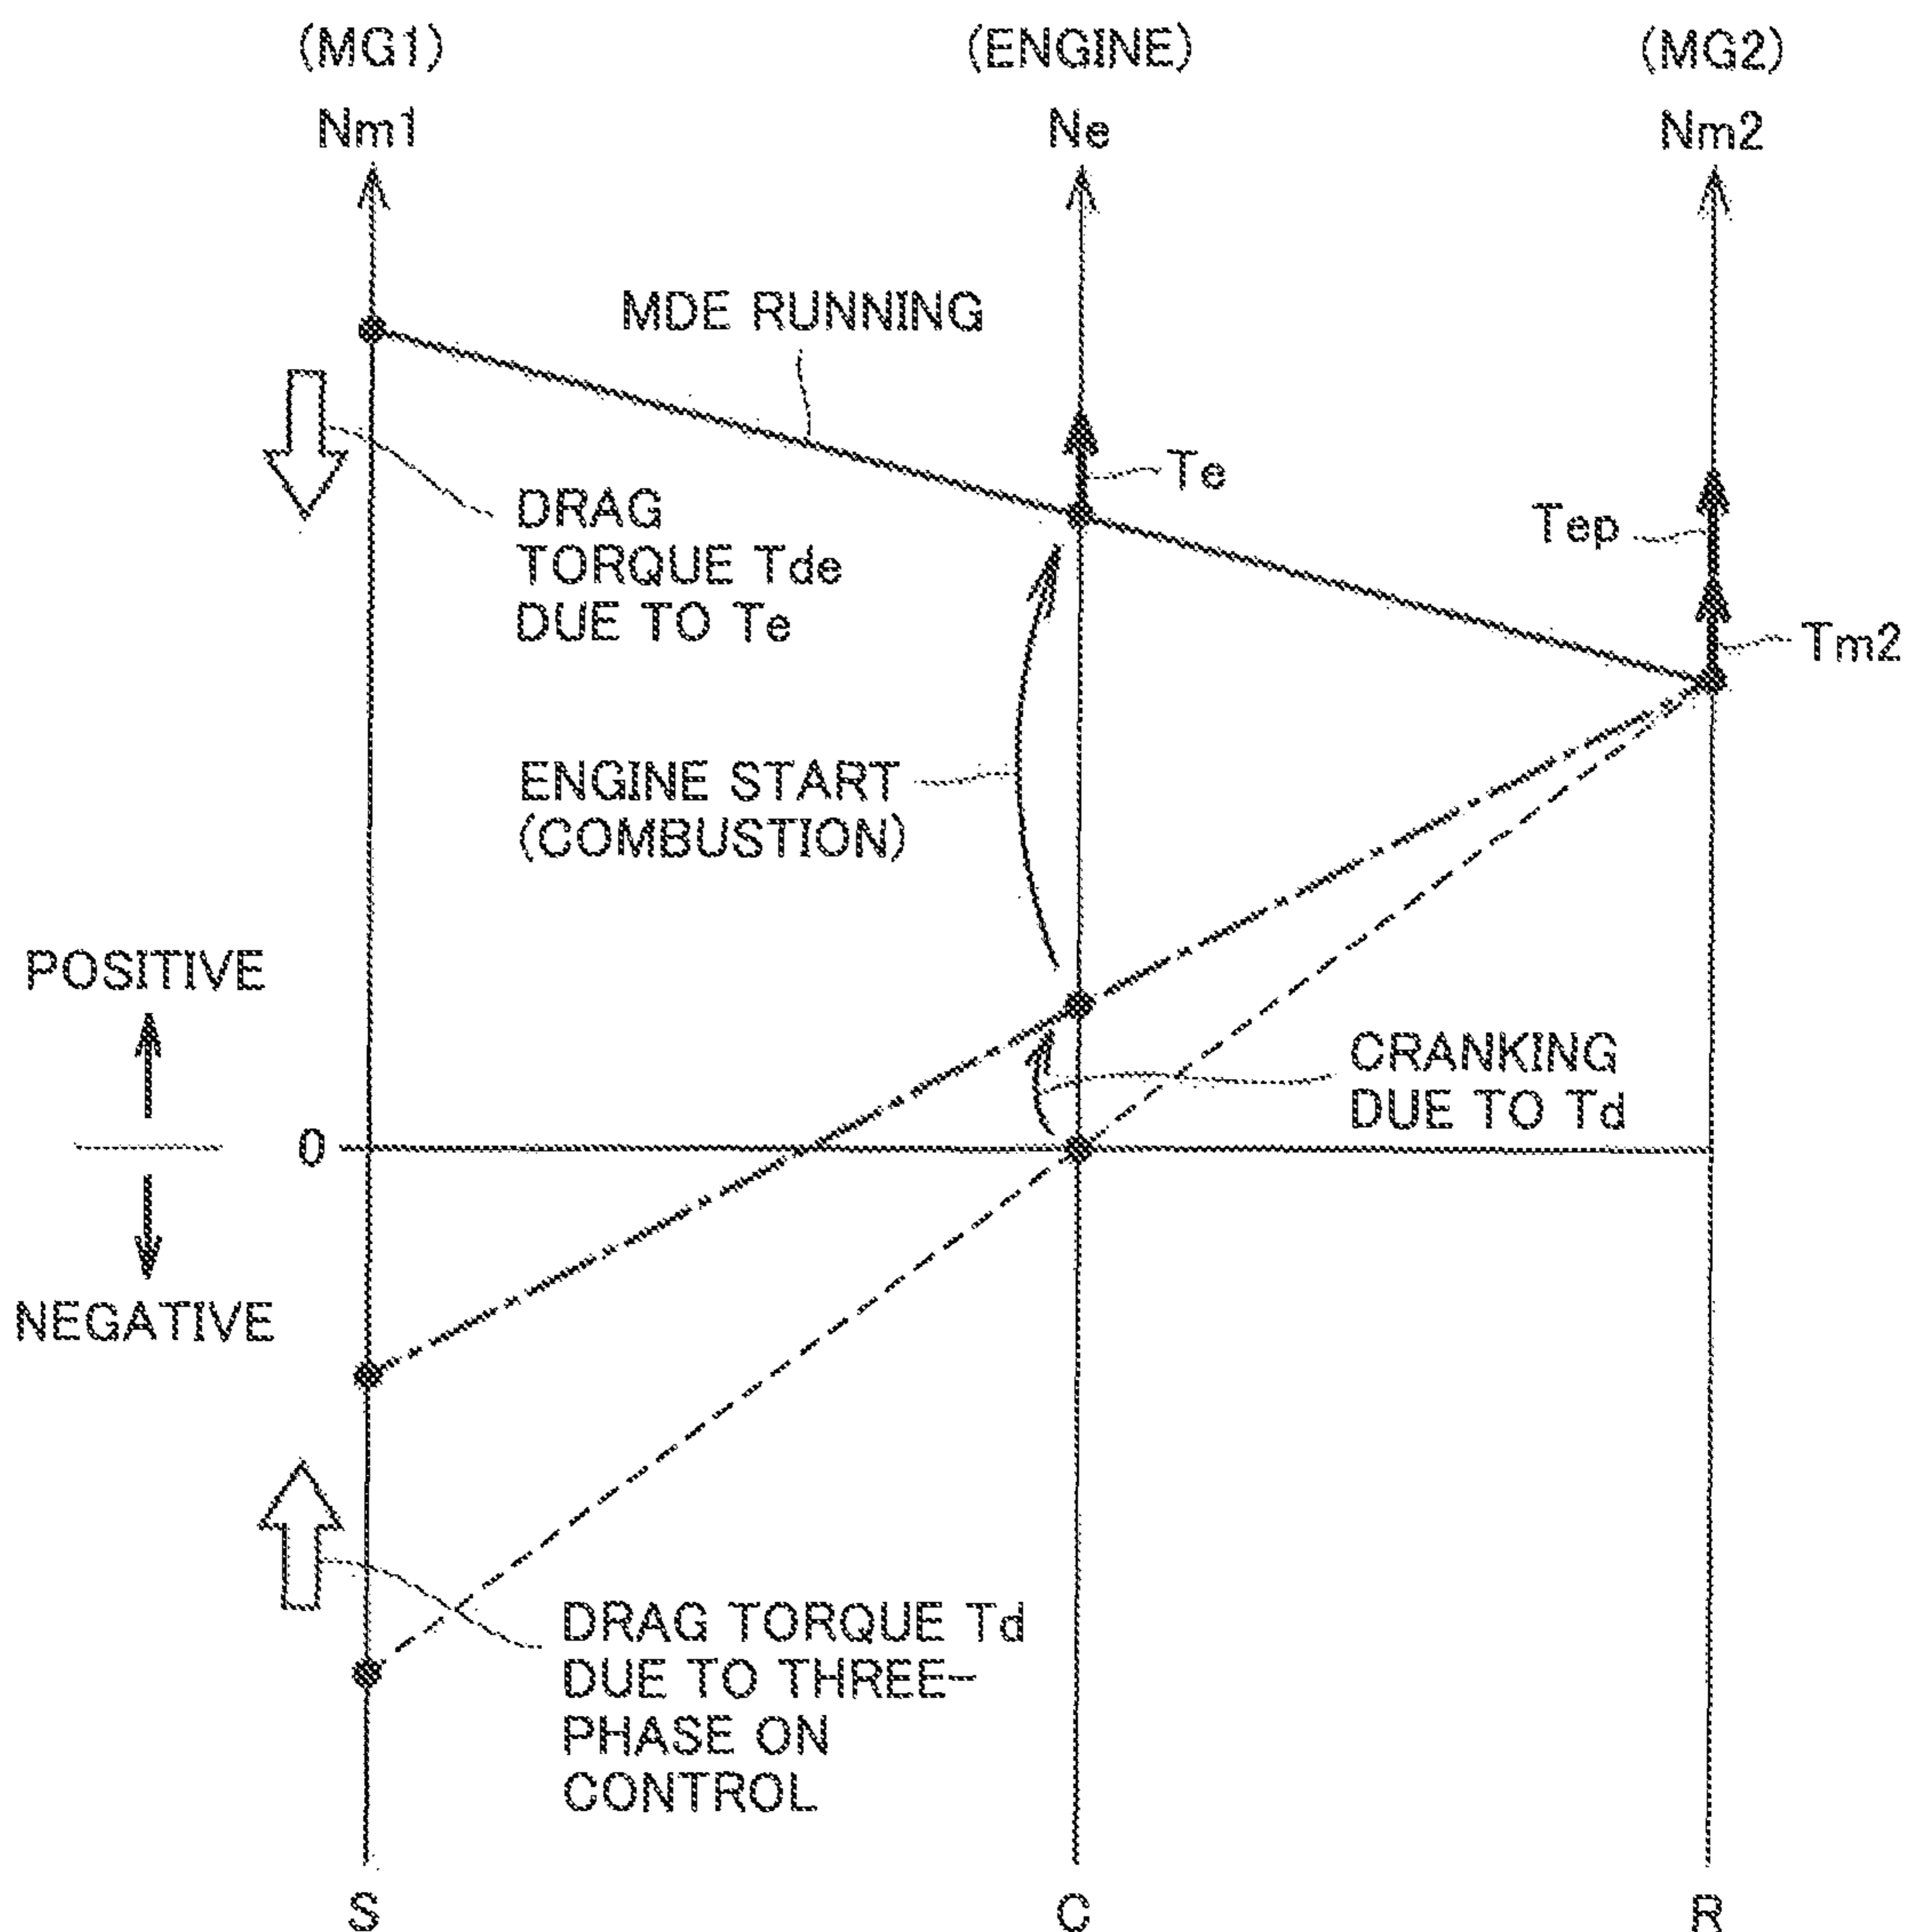 (MG1)
(ENGINE)
(MG2)
Nm1
Ne
Nm2
MDE RUNNING
Te
DRAG
TORQUE Tde
DUE TO Te
Tep
Tm2
ENGINE START
(COMBUSTION)
POSITIVE
CRANKING
DUE TO Td
0
NEGATIVE
DRAG TORQUE Td
DUE TO THREE-
PHASE ON
CONTROL
S
C
R